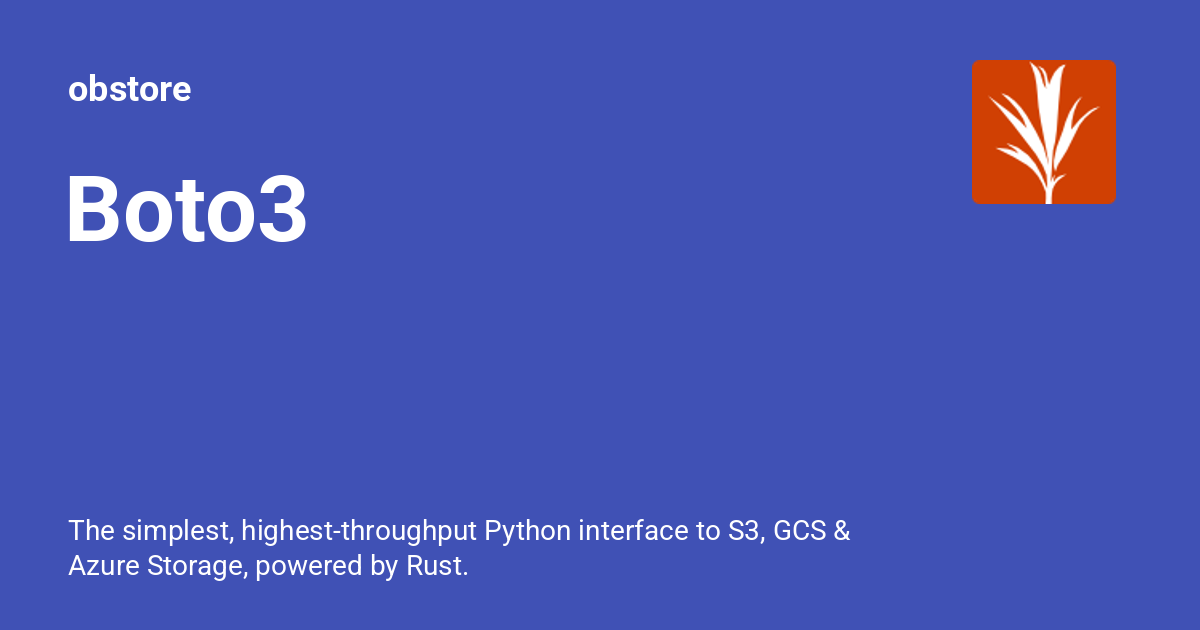 obstore
Boto3
The simplest, highest-throughput Python interface to S3, GCS &
Azure Storage, powered by Rust.